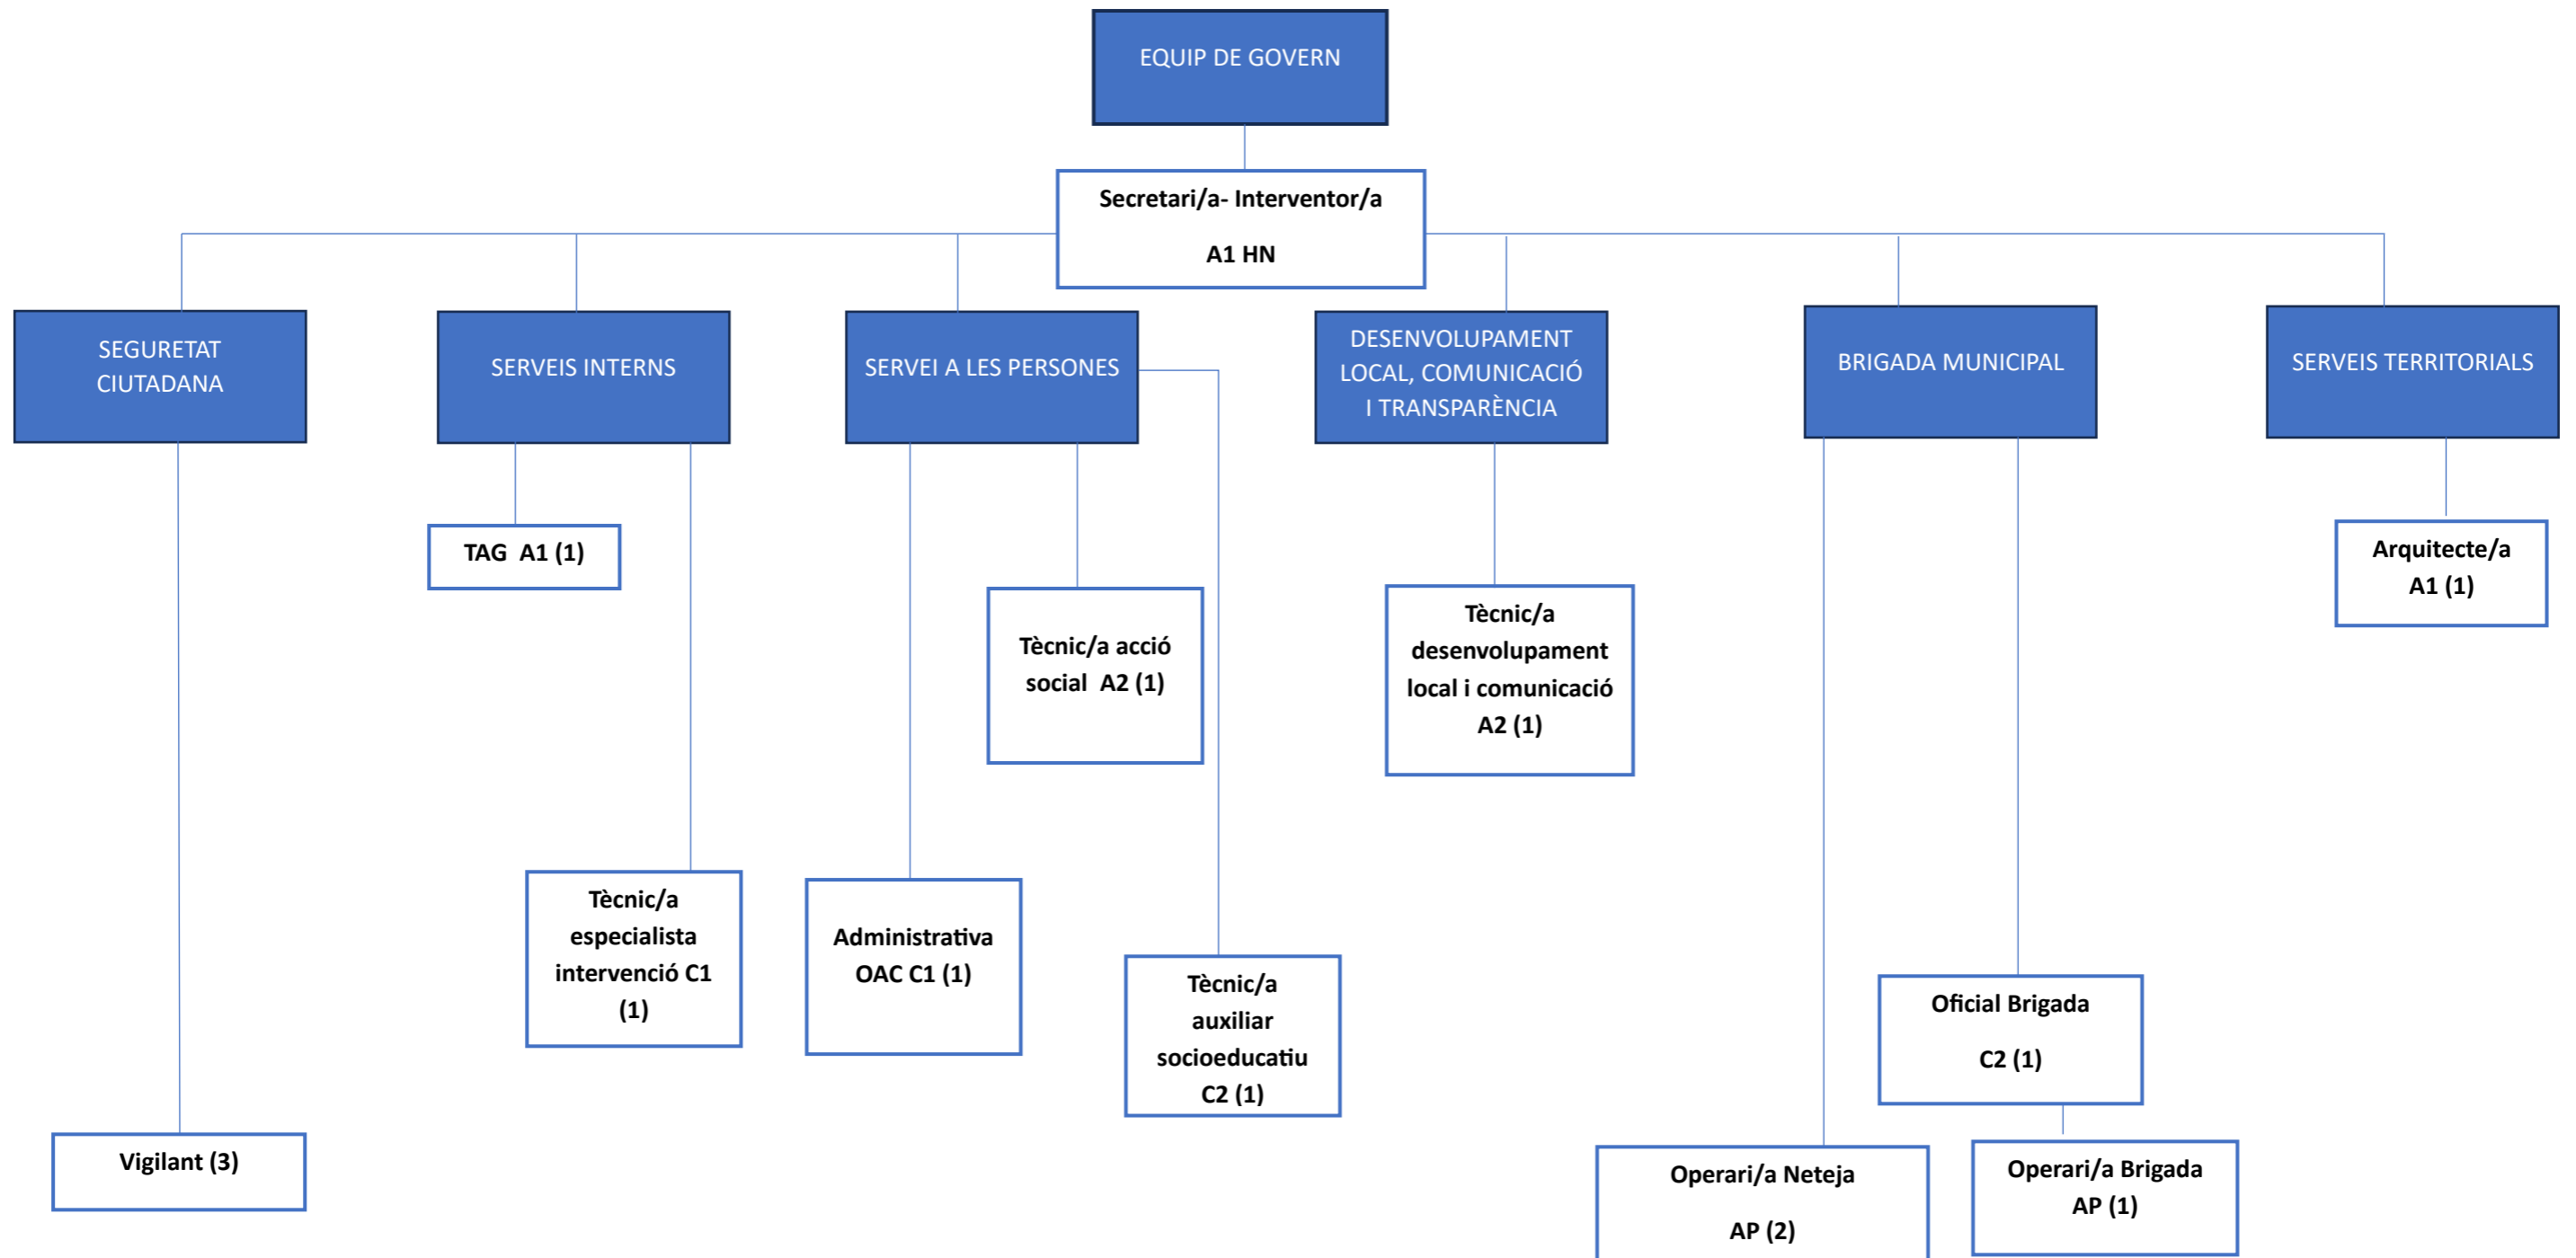 EQUIP DE GOVERN
Secretari/a- Interventor/a
A1 HN
SEGURETAT
CIUTADANA
SERVEIS INTERNS
SERVEI A LES PERSONES
DESENVOLUPAMENT
LOCAL, COMUNICACIÓ
I TRANSPARÈNCIA
BRIGADA MUNICIPAL
SERVEIS TERRITORIALS
TAG A1 (1)
Arquitecte/a
A1 (1)
Tècnic/a acció
social A2 (1)
Tècnic/a
desenvolupament
local i comunicació
A2 (1)
Tècnic/a
especialista
intervenció C1
(1)
Administrativa
OAC C1 (1)
Tècnic/a
auxiliar
socioeducatiu
C2 (1)
Oficial Brigada
C2 (1)
Vigilant (3)
Operari/a Neteja
AP (2)
Operari/a Brigada
AP (1)